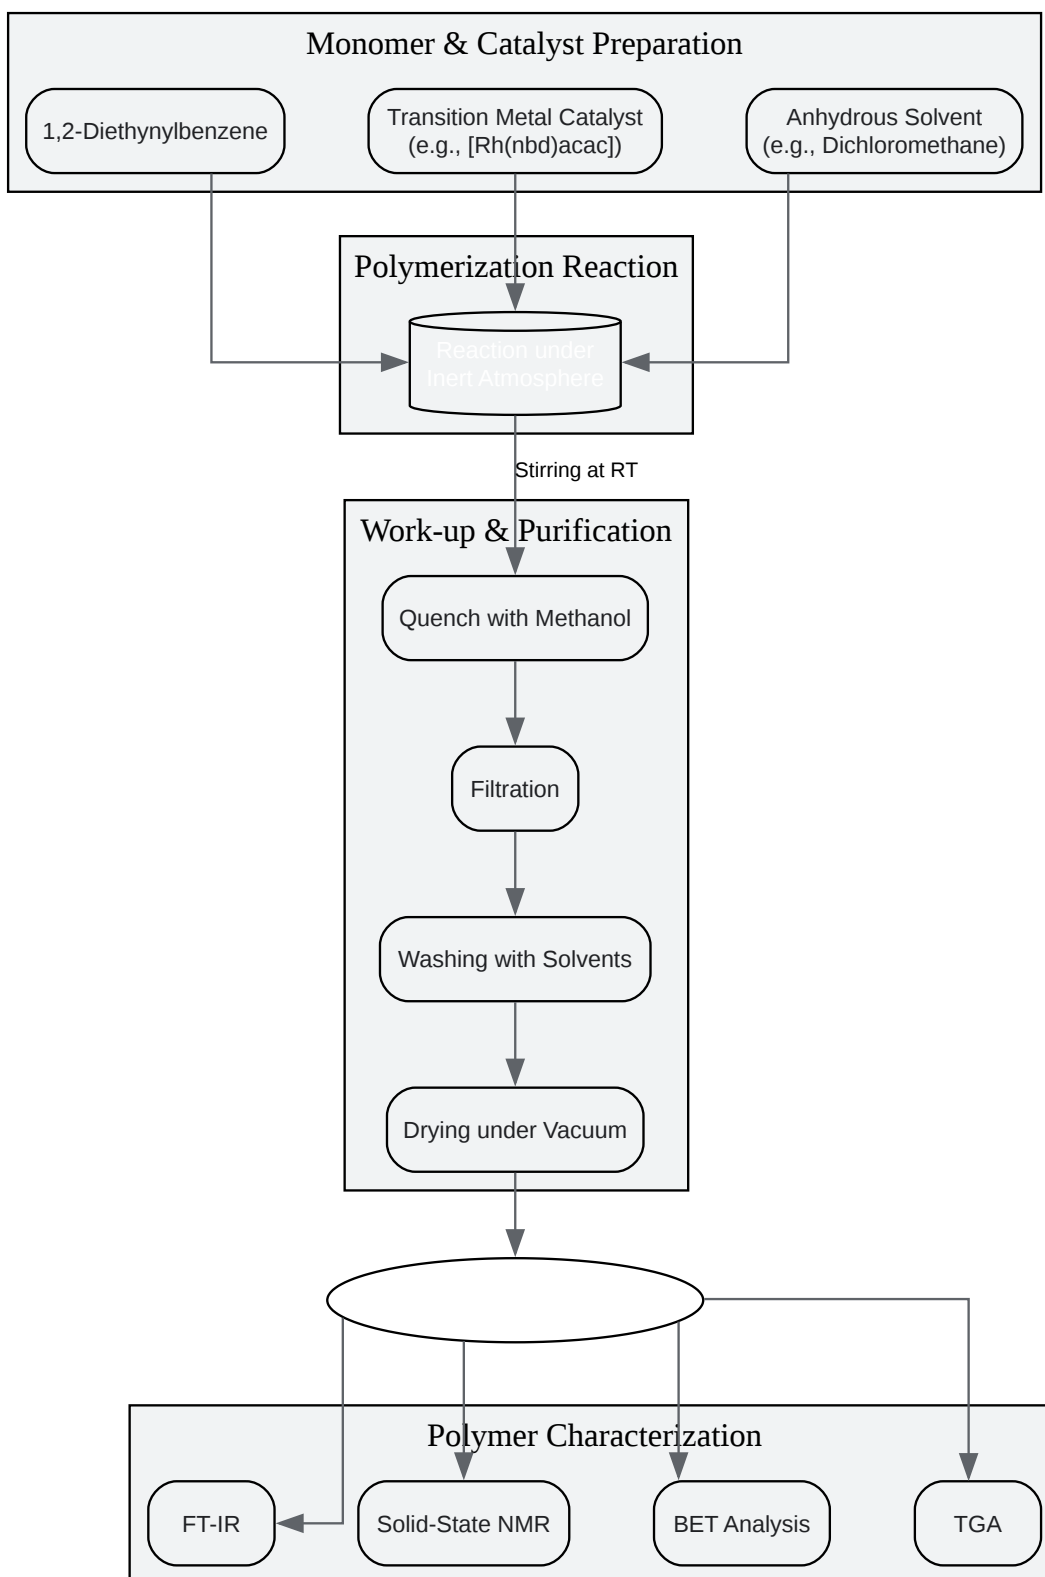 Monomer & Catalyst Preparation
1,2-Diethynylbenzene
Transition Metal Catalyst
(e.g., [Rh(nbd)acac])
Anhydrous Solvent
(e.g., Dichloromethane)
Polymerization Reaction
Reaction under
Inert Atmosphere
Stirring at RT
Work-up & Purification
Quench with Methanol
Filtration
Washing with Solvents
Drying under Vacuum
Polymer Characterization
FT-IR
Solid-State NMR
BET Analysis
TGA